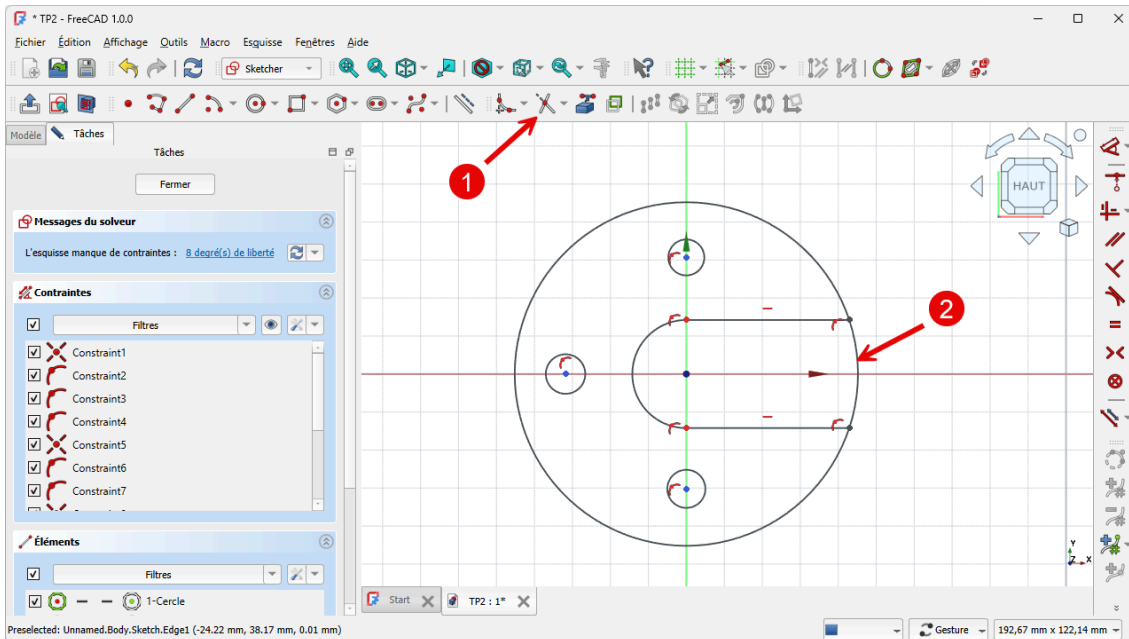 * TP2 - FreeCAD 1.0.0
Fichier Édition Affichage Outils Macro Esquisse Fenêtres Aide
Sketcher
Modèle Tâches
Tâches
Fermer
Messages du solveur
L'esquisse manque de contraintes : 8 degré(s) de liberté
Contraintes
Filtres
Constraint1
Constraint2
Constraint3
Constraint4
Constraint5
Constraint6
Constraint7
Éléments
Filtres
1-Cercle
1
2
HAUT
Y
Z X
Start TP2 : 1*
Preselected: Unnamed.Body.Sketch.Edge1 (-24.22 mm, 38.17 mm, 0.01 mm)
Gesture 192,67 mm x 122,14 mm